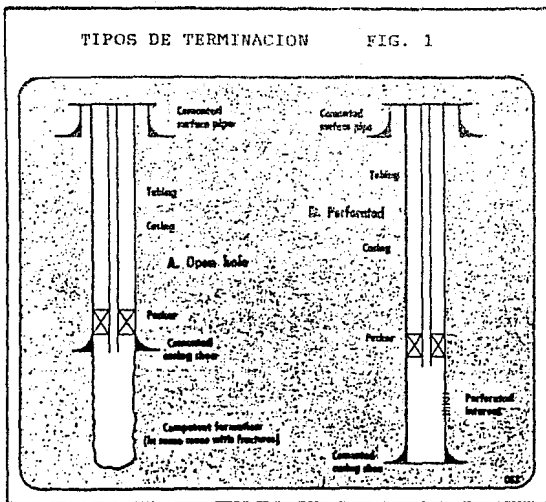 TIPOS DE TERMINACION FIG. 1
Cemented
surface pipe
Tubing
Casing
A. Open hole
Packer
Cemented
casing shoe
Competent formation
(in some cases with fractures)
Cemented
surface pipe
Tubing
B. Perforated
Casing
Packer
Perforated
interval
Cemented
casing shoe